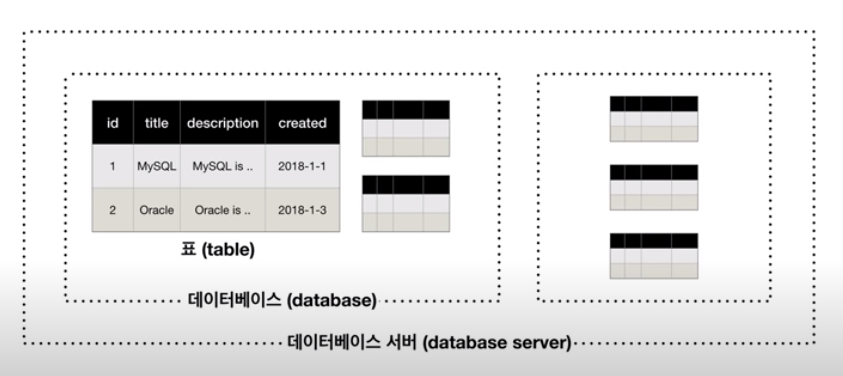 id title description created
1 MySQL MySQL is .. 2018-1-1
2 Oracle Oracle is .. 2018-1-3
표 (table)
데이터베이스 (database)
데이터베이스 서버 (database server)